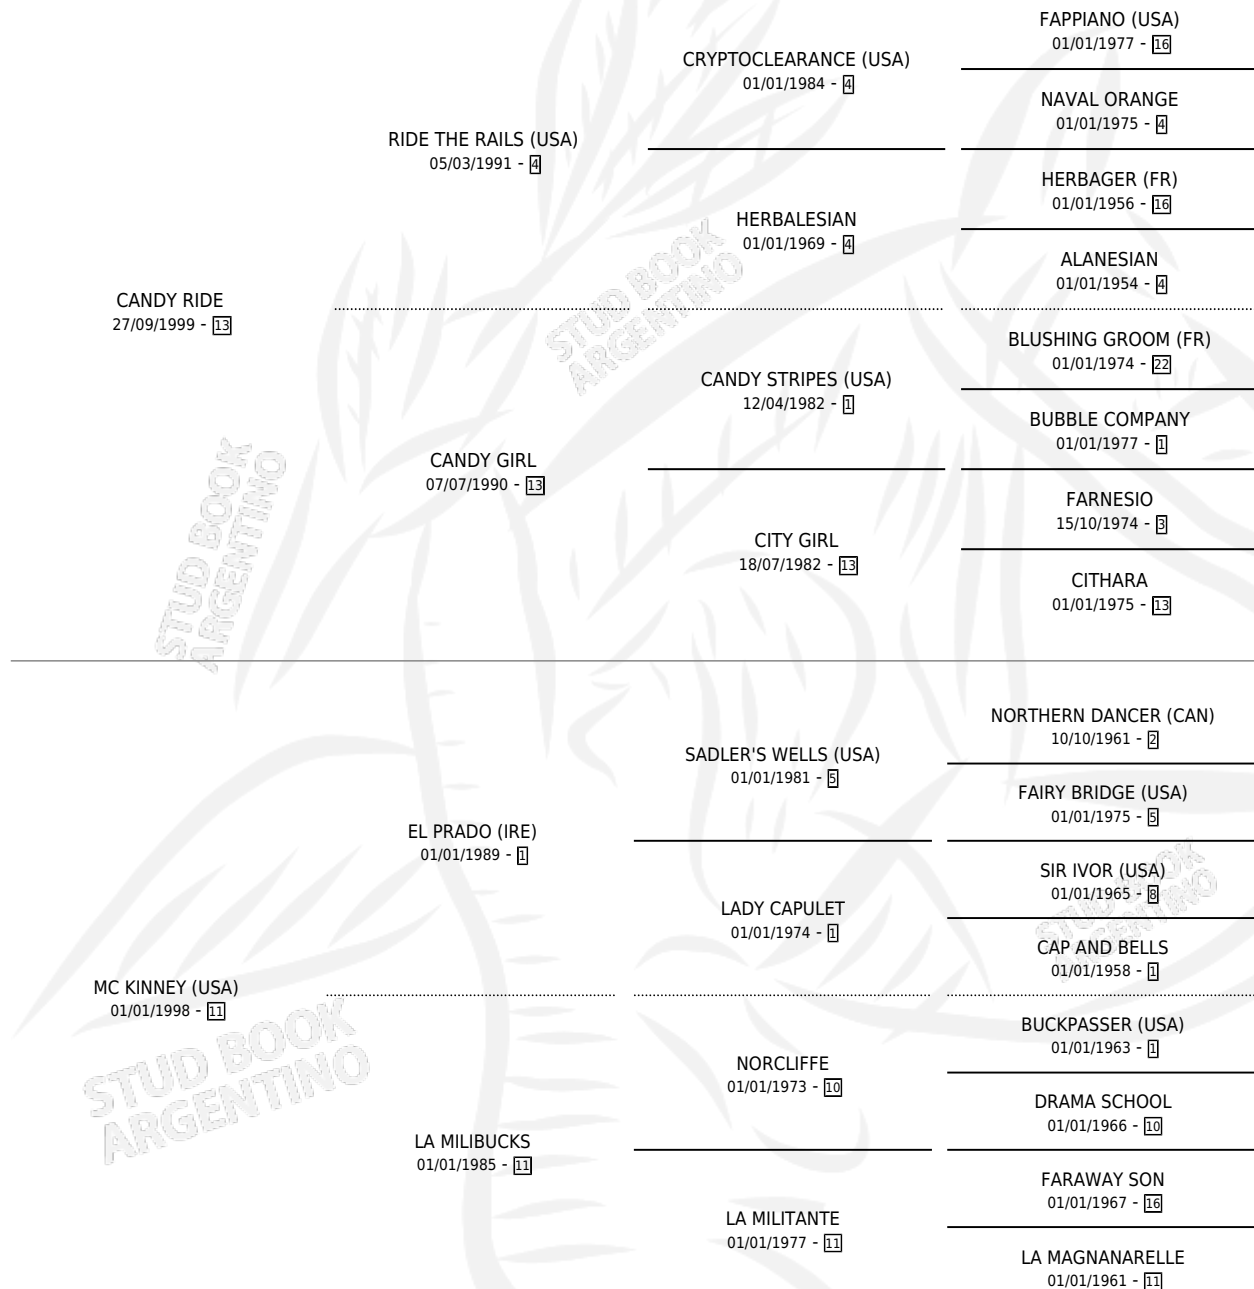 FAPPIANO (USA)
01/01/1977 - 16
CRYPTOCLEARANCE (USA)
01/01/1984 - 4
NAVAL ORANGE
01/01/1975 - 4
RIDE THE RAILS (USA)
05/03/1991 - 4
HERBAGER (FR)
01/01/1956 - 16
HERBALESIAN
01/01/1969 - 4
ALANESIAN
01/01/1954 - 4
CANDY RIDE
27/09/1999 - 13
BLUSHING GROOM (FR)
01/01/1974 - 22
CANDY STRIPES (USA)
12/04/1982 - 1
BUBBLE COMPANY
01/01/1977 - 1
CANDY GIRL
07/07/1990 - 13
FARNESIO
15/10/1974 - 3
CITY GIRL
18/07/1982 - 13
CITHARA
01/01/1975 - 13
NORTHERN DANCER (CAN)
10/10/1961 - 2
SADLER'S WELLS (USA)
01/01/1981 - 5
FAIRY BRIDGE (USA)
01/01/1975 - 5
EL PRADO (IRE)
01/01/1989 - 1
SIR IVOR (USA)
01/01/1965 - 8
LADY CAPULET
01/01/1974 - 1
CAP AND BELLS
01/01/1958 - 1
MC KINNEY (USA)
01/01/1998 - 11
BUCKPASSER (USA)
01/01/1963 - 1
NORCLIFFE
01/01/1973 - 10
DRAMA SCHOOL
01/01/1966 - 10
LA MILIBUCKS
01/01/1985 - 11
FARAWAY SON
01/01/1967 - 16
LA MILITANTE
01/01/1977 - 11
LA MAGNANARELLE
01/01/1961 - 11
STUD BOOK
ARGENTINO
STUD BOOK
ARGENTINO
STUD BOOK
ARGENTINO
STUD BOOK
ARGENTINO